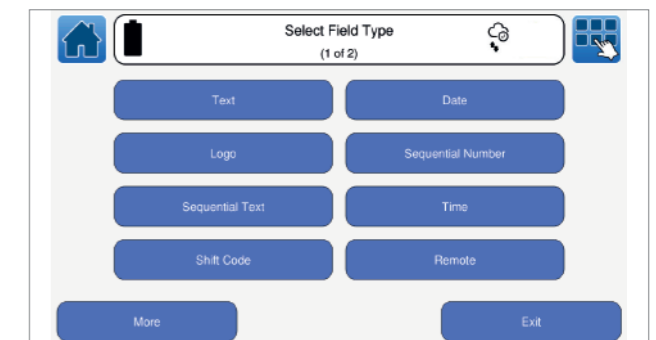 Select Field Type
(1 of 2)
Text
Date
Logo
Sequential Number
Sequential Text
Time
Shift Code
Remote
More
Exit